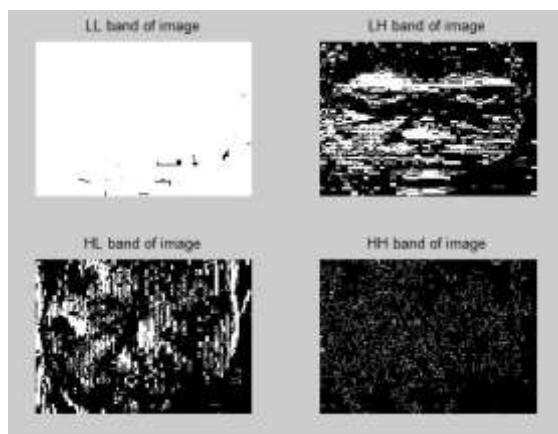 LL band of image
LH band of image
HL band of image
HH band of image